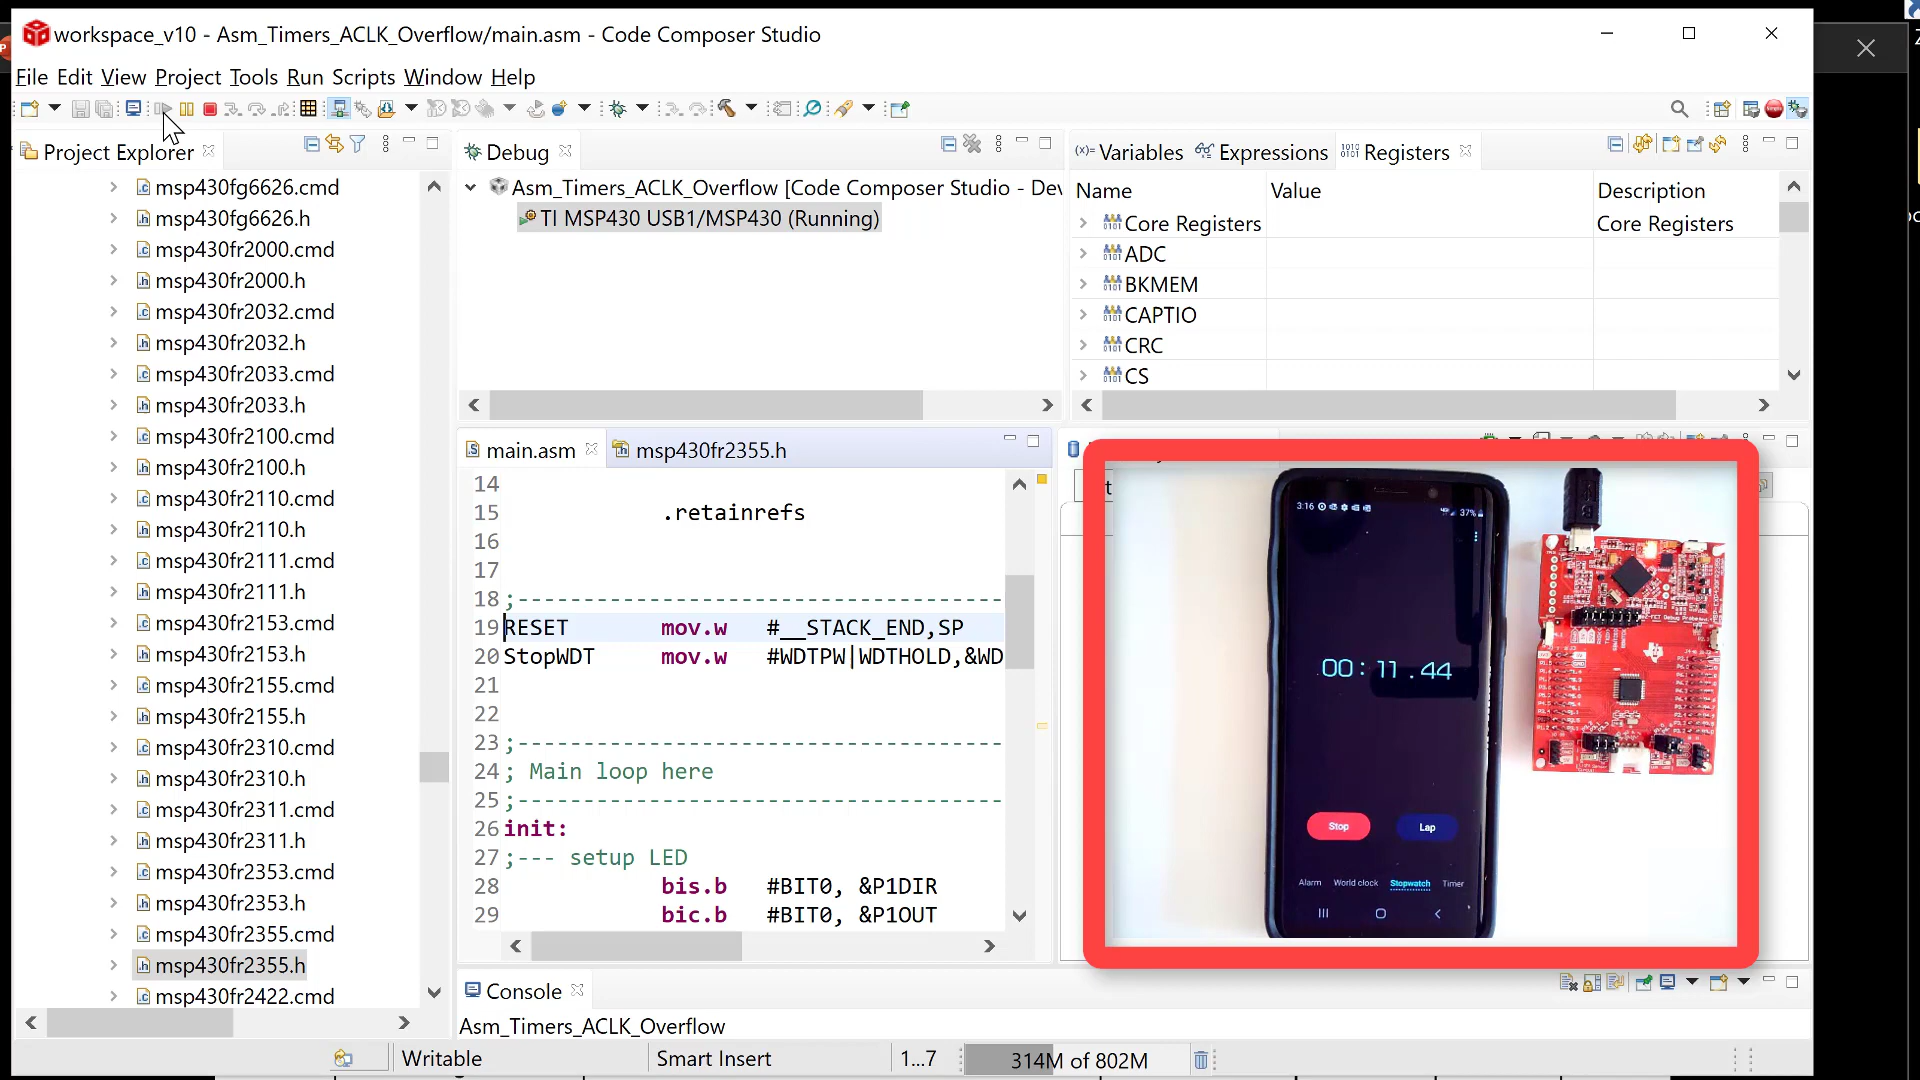 workspace_v10 - Asm_Timers_ACLK_Overflow/main.asm - Code Composer Studio
File Edit View Project Tools Run Scripts Window Help
Project Explorer
msp430fg6626.cmd
msp430fg6626.h
msp430fr2000.cmd
msp430fr2000.h
msp430fr2032.cmd
msp430fr2032.h
msp430fr2033.cmd
msp430fr2033.h
msp430fr2100.cmd
msp430fr2100.h
msp430fr2110.cmd
msp430fr2110.h
msp430fr2111.cmd
msp430fr2111.h
msp430fr2153.cmd
msp430fr2153.h
msp430fr2155.cmd
msp430fr2155.h
msp430fr2310.cmd
msp430fr2310.h
msp430fr2311.cmd
msp430fr2311.h
msp430fr2353.cmd
msp430fr2353.h
msp430fr2355.cmd
msp430fr2355.h
msp430fr2422.cmd
Debug
Asm_Timers_ACLK_Overflow [Code Composer Studio - Dev
TI MSP430 USB1/MSP430 (Running)
Variables Expressions Registers
Name Value Description
Core Registers Core Registers
ADC
BKMEM
CAPTIO
CRC
CS
main.asm msp430fr2355.h
14
15 .retainrefs
16
17
18 ;-----------------------------------
19 RESET mov.w #__STACK_END,SP
20 StopWDT mov.w #WDTPW|WDTHOLD,&WD
21
22
23 ;-----------------------------------
24 ; Main loop here
25 ;-----------------------------------
26 init:
27 ;--- setup LED
28 bis.b #BIT0, &P1DIR
29 bic.b #BIT0, &P1OUT
3:16 37%
00:11.44
Stop Lap
Alarm World clock Stopwatch Timer
Console
Asm_Timers_ACLK_Overflow
Writable Smart Insert 1...7 314M of 802M